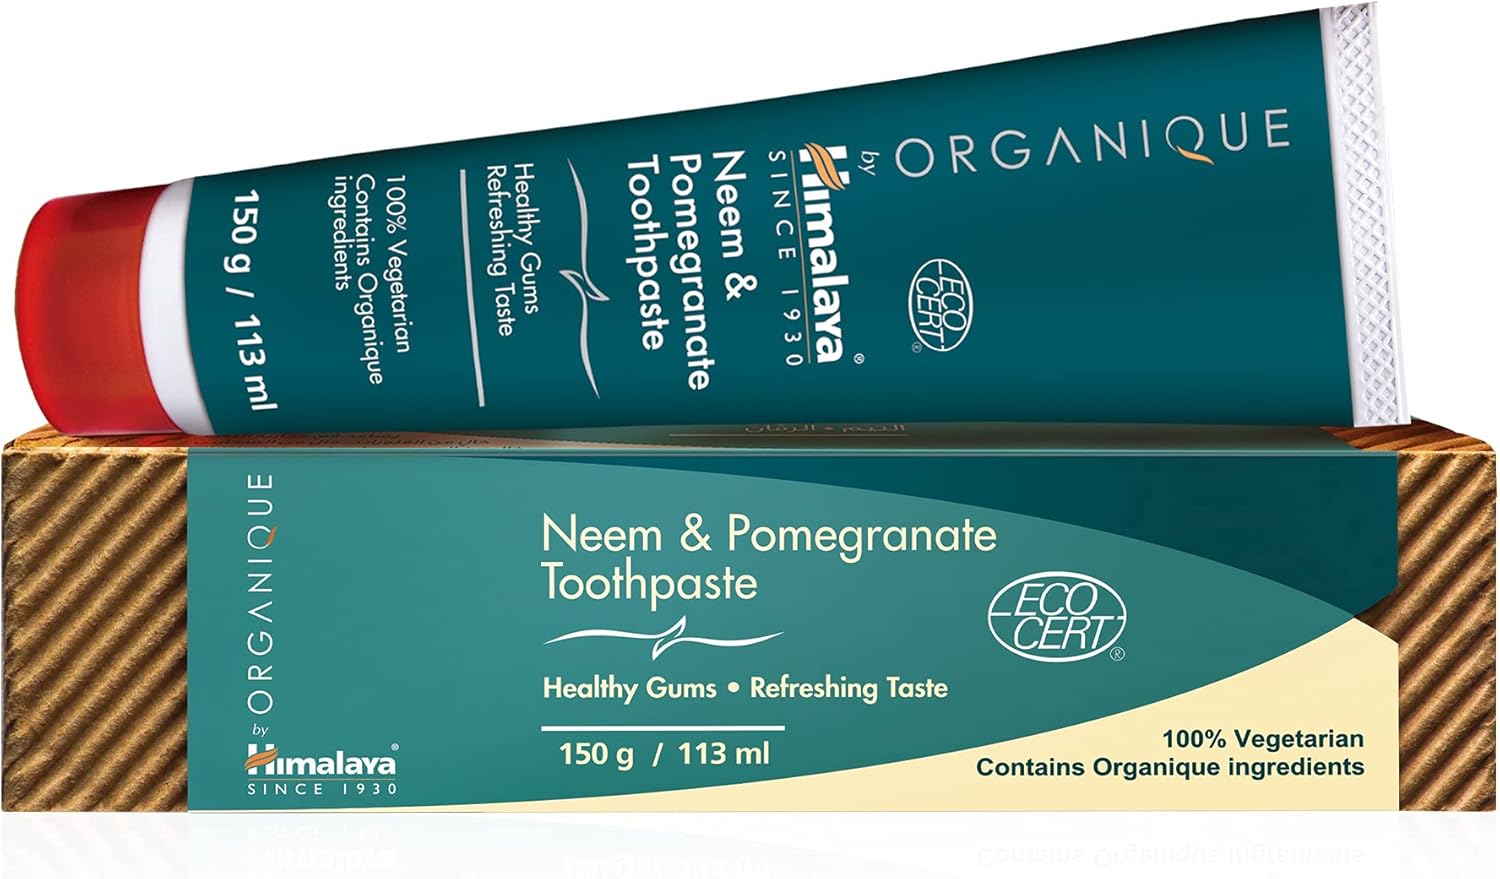 ORGANIQUE
by
Himalaya®
SINCE 1930
ECO
CERT®
Neem &
Pomegranate
Toothpaste
Healthy Gums
Refreshing Taste
100% Vegetarian
Contains Organique
ingredients
150 g / 113 ml
النيم • الرمان
ORGANIQUE
by
Himalaya®
SINCE 1930
Neem & Pomegranate
Toothpaste
Healthy Gums • Refreshing Taste
150 g / 113 ml
ECO
CERT®
100% Vegetarian
Contains Organique ingredients